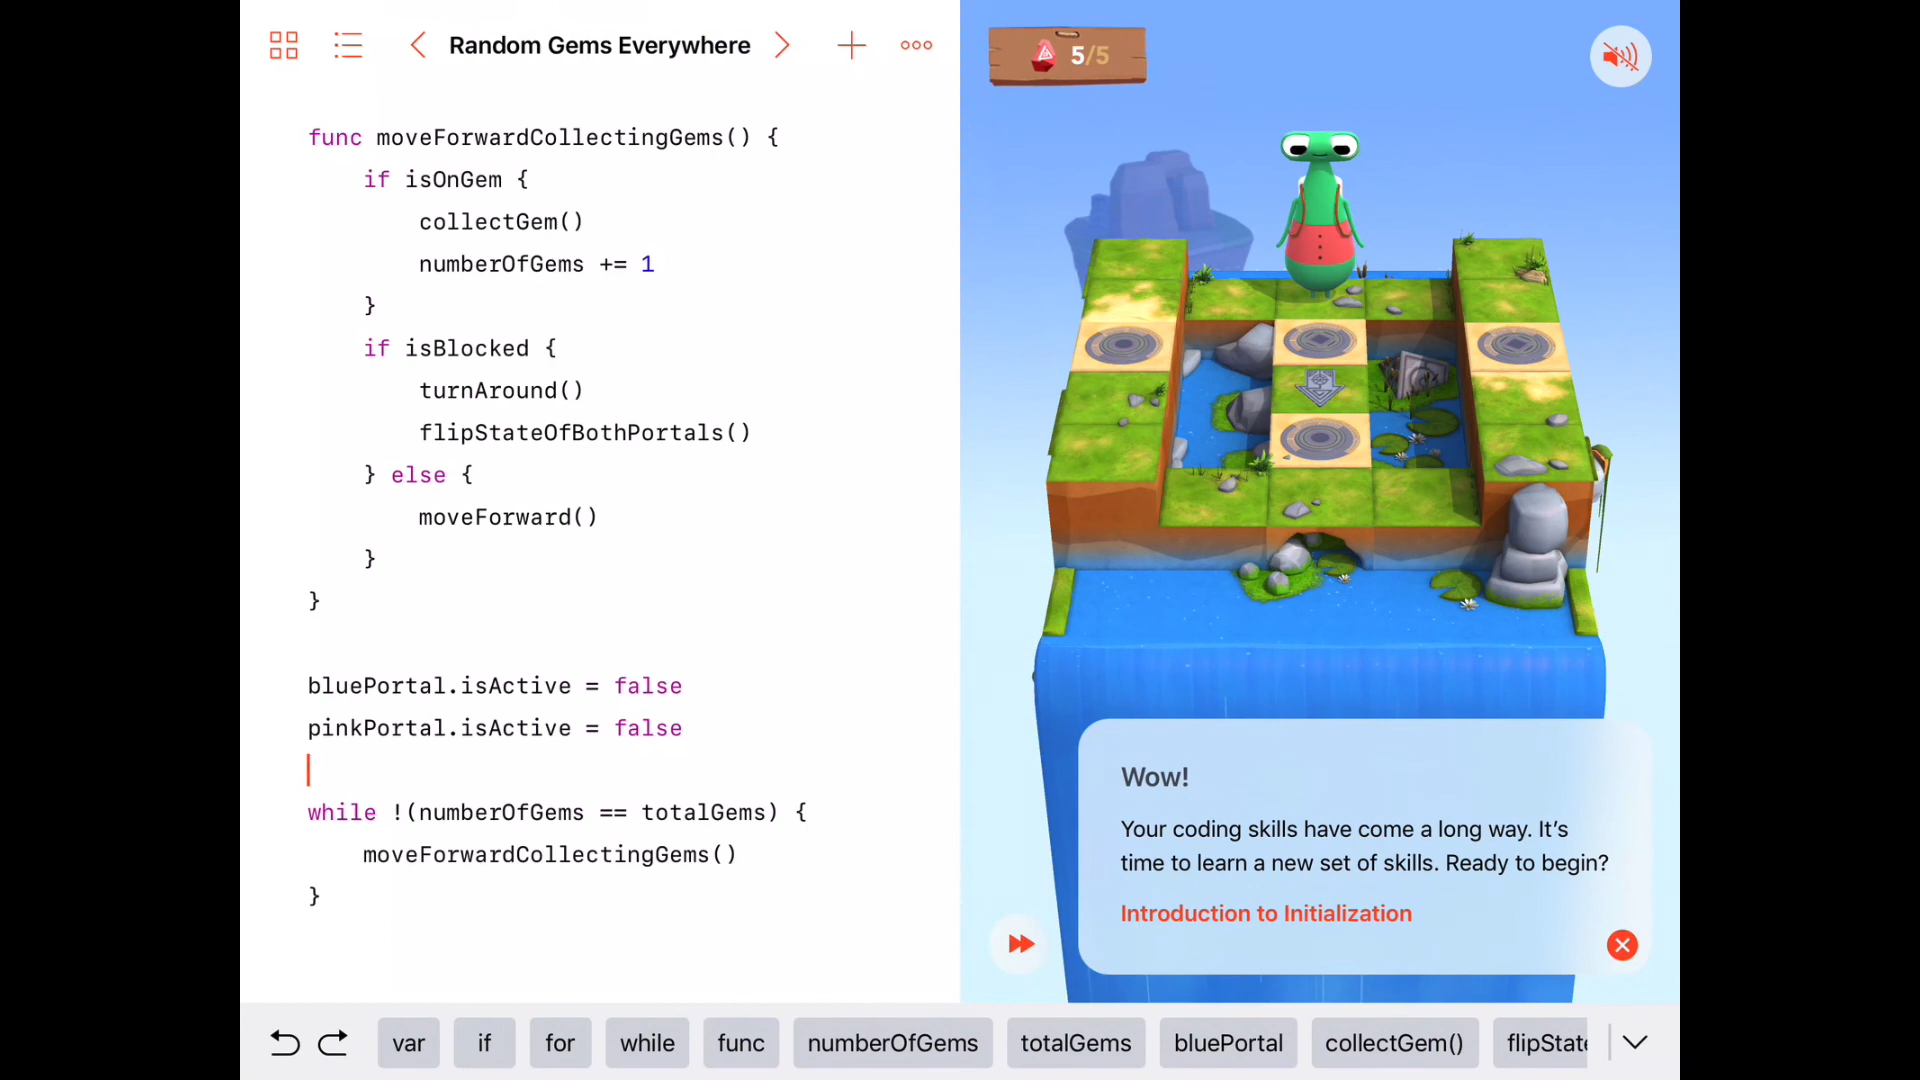 Random Gems Everywhere
func moveForwardCollectingGems() {
if isOnGem {
collectGem()
numberOfGems += 1
}
if isBlocked {
turnAround()
flipStateOfBothPortals()
} else {
moveForward()
}
}
bluePortal.isActive = false
pinkPortal.isActive = false
while !(numberOfGems == totalGems) {
moveForwardCollectingGems()
}
5/5
Wow!
Your coding skills have come a long way. It’s
time to learn a new set of skills. Ready to begin?
Introduction to Initialization
var if for while func numberOfGems totalGems bluePortal collectGem() flipState